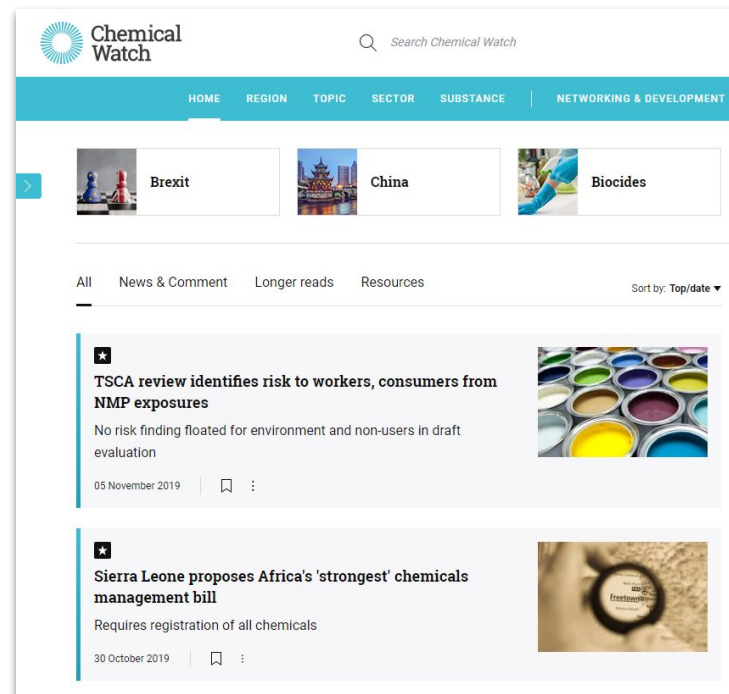 Chemical
Watch
Search Chemical Watch
HOME REGION TOPIC SECTOR SUBSTANCE NETWORKING & DEVELOPMENT
Brexit China Biocides
All News & Comment Longer reads Resources Sort by: Top/date
TSCA review identifies risk to workers, consumers from
NMP exposures
No risk finding floated for environment and non-users in draft
evaluation
05 November 2019
Sierra Leone proposes Africa's 'strongest' chemicals
management bill
Requires registration of all chemicals
Freetown
30 October 2019